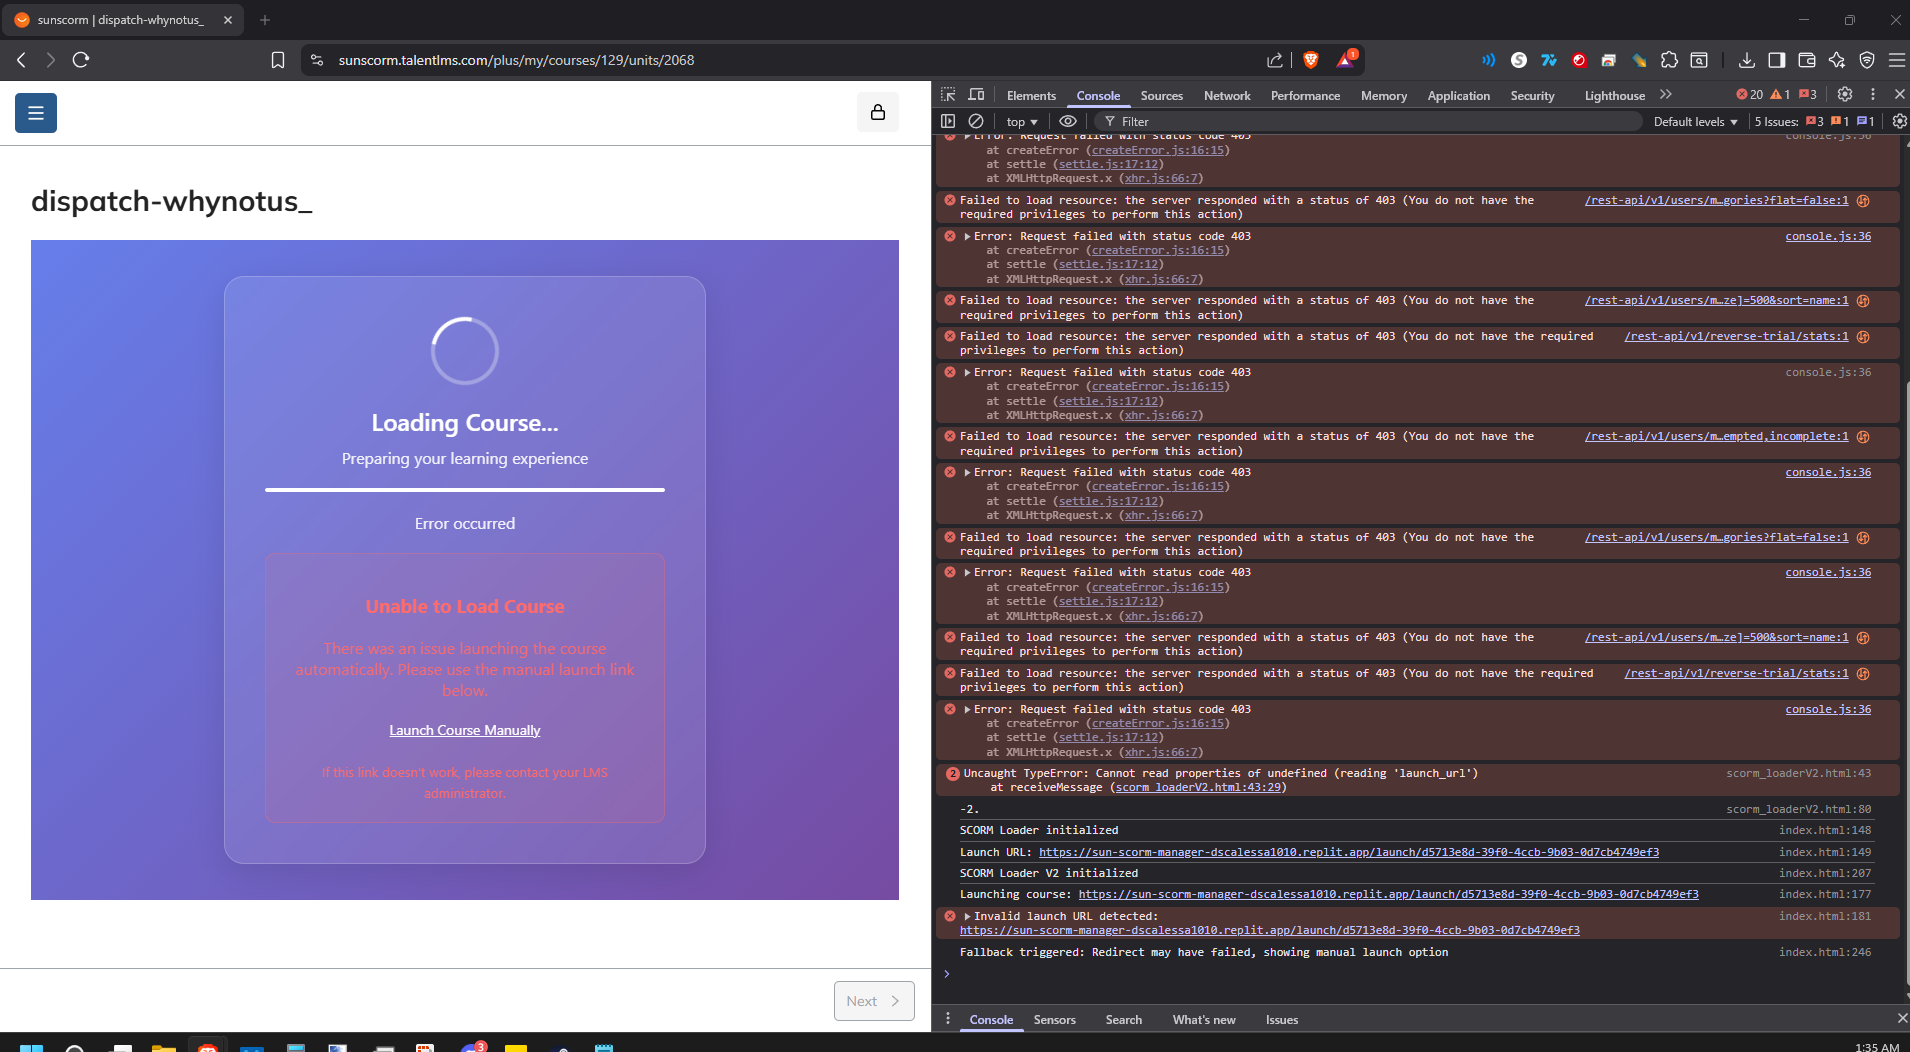 sunscorm | dispatch-whynotus_
sunscorm.talentlms.com/plus/my/courses/129/units/2068
1
dispatch-whynotus_
Loading Course...
Preparing your learning experience
Error occurred
Unable to Load Course
There was an issue launching the course
automatically. Please use the manual launch link
below.
Launch Course Manually
If this link doesn't work, please contact your LMS
administrator.
Next
Elements Console Sources Network Performance Memory Application Security Lighthouse 20 1 3
top Filter Default levels 5 Issues: 3 1 1
Error: Request failed with status code 403 console.js:36
at createError (createError.js:16:15)
at settle (settle.js:17:12)
at XMLHttpRequest.x (xhr.js:66:7)
Failed to load resource: the server responded with a status of 403 (You do not have the /rest-api/v1/users/m…gories?flat=false:1
required privileges to perform this action)
Error: Request failed with status code 403 console.js:36
at createError (createError.js:16:15)
at settle (settle.js:17:12)
at XMLHttpRequest.x (xhr.js:66:7)
Failed to load resource: the server responded with a status of 403 (You do not have the /rest-api/v1/users/m…ze]=500&sort=name:1
required privileges to perform this action)
Failed to load resource: the server responded with a status of 403 (You do not have the required /rest-api/v1/reverse-trial/stats:1
privileges to perform this action)
Error: Request failed with status code 403 console.js:36
at createError (createError.js:16:15)
at settle (settle.js:17:12)
at XMLHttpRequest.x (xhr.js:66:7)
Failed to load resource: the server responded with a status of 403 (You do not have the /rest-api/v1/users/m…empted,incomplete:1
required privileges to perform this action)
Error: Request failed with status code 403 console.js:36
at createError (createError.js:16:15)
at settle (settle.js:17:12)
at XMLHttpRequest.x (xhr.js:66:7)
Failed to load resource: the server responded with a status of 403 (You do not have the /rest-api/v1/users/m…gories?flat=false:1
required privileges to perform this action)
Error: Request failed with status code 403 console.js:36
at createError (createError.js:16:15)
at settle (settle.js:17:12)
at XMLHttpRequest.x (xhr.js:66:7)
Failed to load resource: the server responded with a status of 403 (You do not have the /rest-api/v1/users/m…ze]=500&sort=name:1
required privileges to perform this action)
Failed to load resource: the server responded with a status of 403 (You do not have the required /rest-api/v1/reverse-trial/stats:1
privileges to perform this action)
Error: Request failed with status code 403 console.js:36
at createError (createError.js:16:15)
at settle (settle.js:17:12)
at XMLHttpRequest.x (xhr.js:66:7)
2 Uncaught TypeError: Cannot read properties of undefined (reading 'launch_url') scorm_loaderV2.html:43
at receiveMessage (scorm_loaderV2.html:43:29)
-2. scorm_loaderV2.html:80
SCORM Loader initialized index.html:148
Launch URL: https://sun-scorm-manager-dscalessa1010.replit.app/launch/d5713e8d-39f0-4ccb-9b03-0d7cb4749ef3 index.html:149
SCORM Loader V2 initialized index.html:207
Launching course: https://sun-scorm-manager-dscalessa1010.replit.app/launch/d5713e8d-39f0-4ccb-9b03-0d7cb4749ef3 index.html:177
Invalid launch URL detected: index.html:181
https://sun-scorm-manager-dscalessa1010.replit.app/launch/d5713e8d-39f0-4ccb-9b03-0d7cb4749ef3
Fallback triggered: Redirect may have failed, showing manual launch option index.html:246
Console Sensors Search What's new Issues
3
1:35 AM